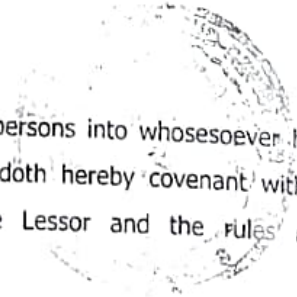 persons into whosesoever
doth hereby covenant with
Lessor and the rules